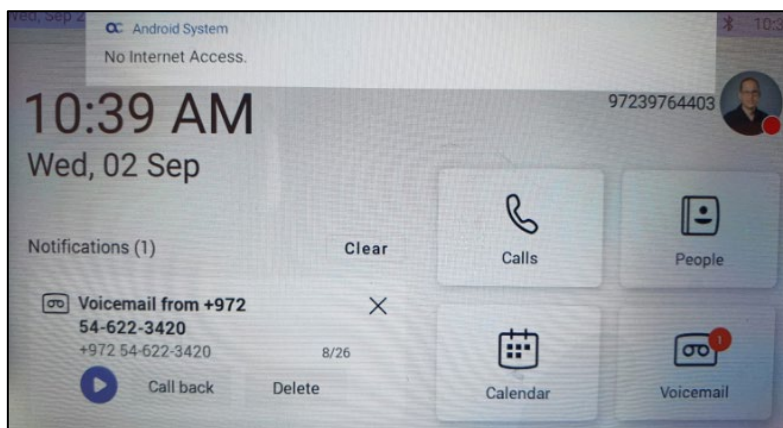 Android System
No Internet Access.
10:39 AM
97239764403
Wed, 02 Sep
Notifications (1)
Clear
Voicemail from +972
54-622-3420
+972 54-622-3420
8/26
Call back
Delete
Calls
People
Calendar
1
Voicemail